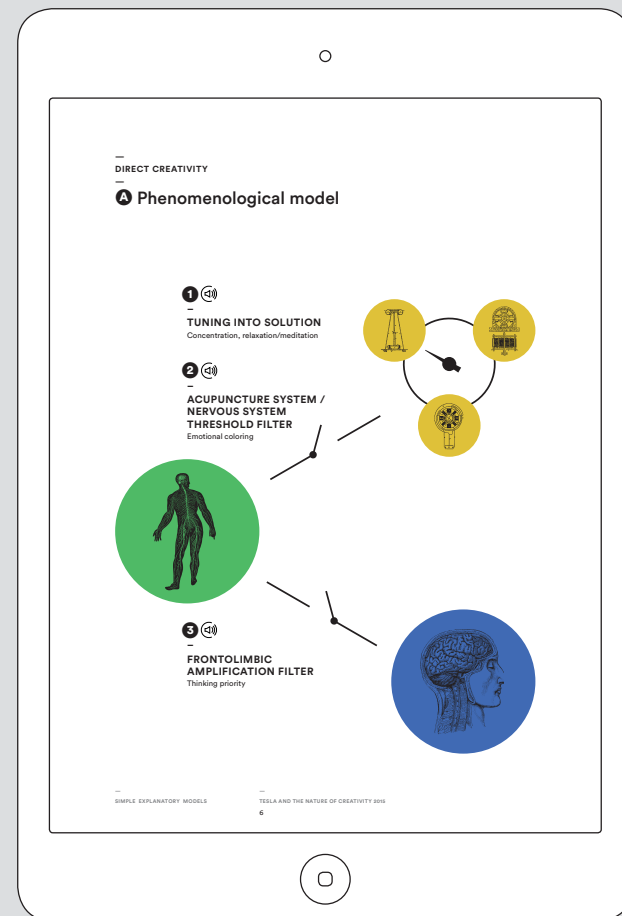 DIRECT CREATIVITY
A Phenomenological model
1
TUNING INTO SOLUTION
Concentration, relaxation/meditation
2
ACUPUNCTURE SYSTEM /
NERVOUS SYSTEM
THRESHOLD FILTER
Emotional coloring
3
FRONTOLIMBIC
AMPLIFICATION FILTER
Thinking priority
SIMPLE EXPLANATORY MODELS
TESLA AND THE NATURE OF CREATIVITY 2015
6